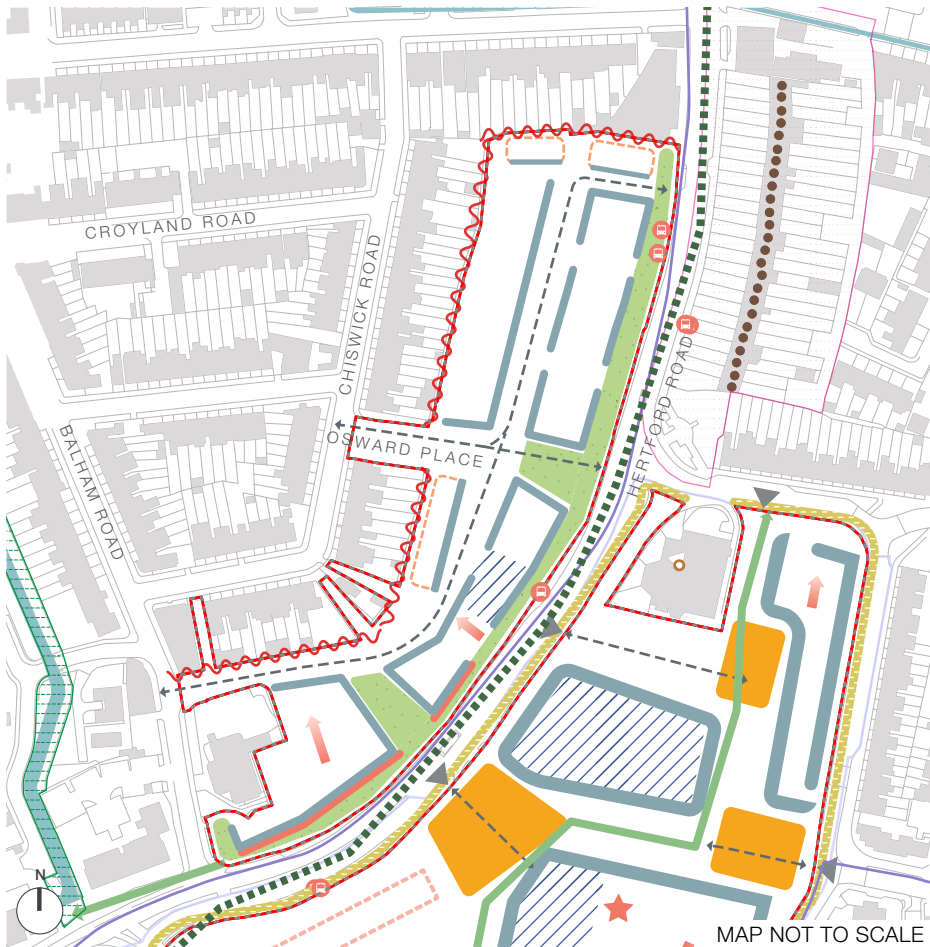 CROYLAND ROAD
CHISWICK ROAD
OSWARD PLACE
HERTFORD ROAD
BALHAM ROAD
N
MAP NOT TO SCALE